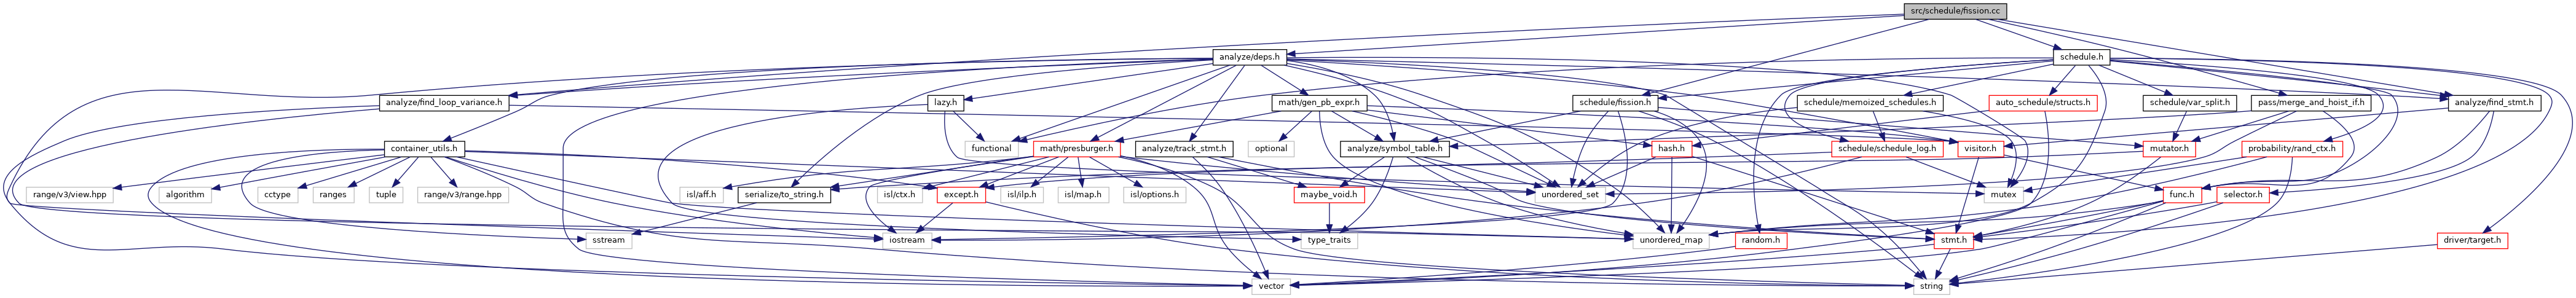 src/schedule/fission.cc
analyze/deps.h
schedule.h
analyze/find_loop_variance.h
lazy.h
math/gen_pb_expr.h
schedule/fission.h
schedule/memoized_schedules.h
auto_schedule/structs.h
schedule/var_split.h
pass/merge_and_hoist_if.h
analyze/find_stmt.h
container_utils.h
functional
math/presburger.h
analyze/track_stmt.h
optional
analyze/symbol_table.h
hash.h
schedule/schedule_log.h
visitor.h
mutator.h
probability/rand_ctx.h
range/v3/view.hpp
algorithm
cctype
ranges
tuple
range/v3/range.hpp
isl/aff.h
serialize/to_string.h
isl/ctx.h
except.h
isl/ilp.h
isl/map.h
isl/options.h
maybe_void.h
unordered_set
mutex
func.h
selector.h
sstream
iostream
type_traits
unordered_map
random.h
stmt.h
driver/target.h
vector
string